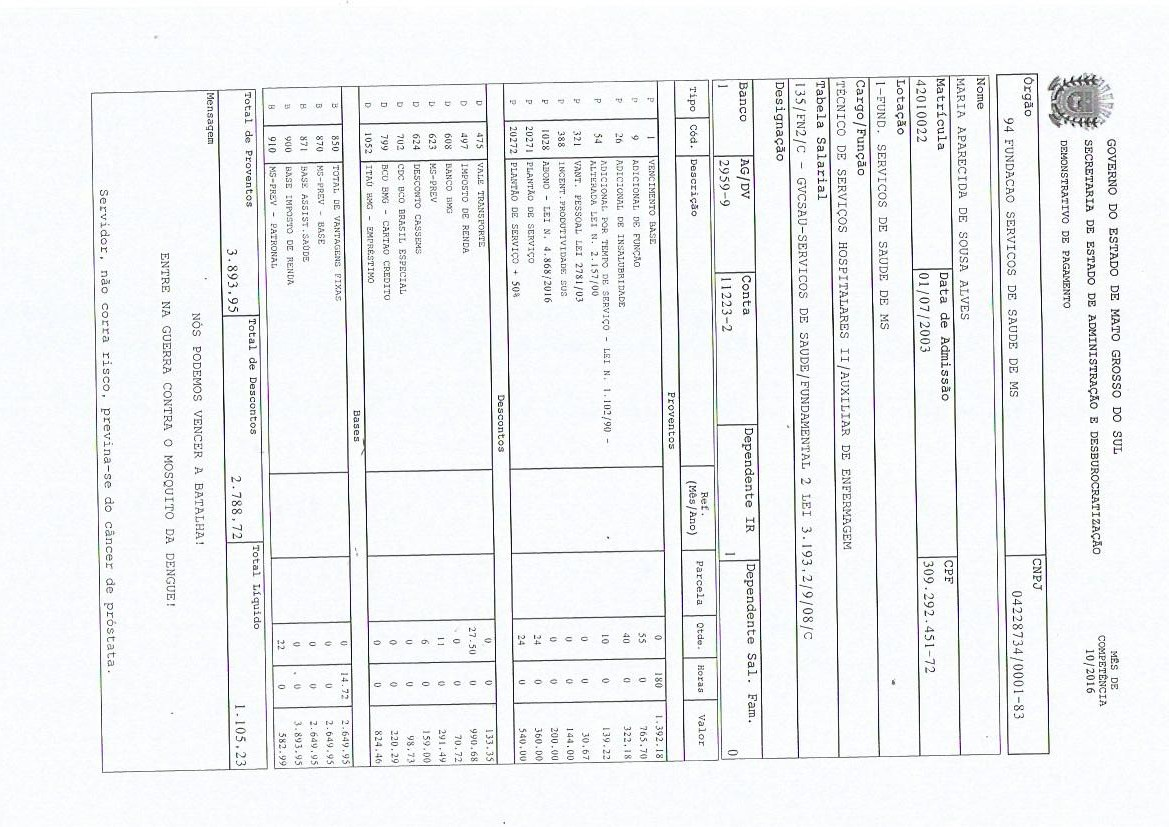 GOVERNO DO ESTADO DE MATO GROSSO DO SUL
SECRETARIA DE ESTADO DE ADMINISTRAÇÃO E DESBUROCRATIZAÇÃO
DEMONSTRATIVO DE PAGAMENTO
MÊS DE
COMPETÊNCIA
10/2016
Órgão CNPJ
94 FUNDACAO SERVICOS DE SAUDE DE MS 04228734/0001-83
Nome
MARIA APARECIDA DE SOUSA ALVES
Matrícula Data de Admissão CPF
42010022 01/07/2003 309.292.451-72
Lotação
1-FUND. SERVICOS DE SAUDE DE MS
Cargo/Função
TÉCNICO DE SERVIÇOS HOSPITALARES II/AUXILIAR DE ENFERMAGEM
Tabela Salarial
135/FN2/C - GVCSAU-SERVICOS DE SAUDE/FUNDAMENTAL 2 LEI 3.193,2/9/08/C
Designação
Banco AG/DV Conta Dependente IR Dependente Sal. Fam.
1 2959-9 11223-2 1 0
Tipo Cód. Descrição Ref. (Mês/Ano) Parcela Qtde. Horas Valor
Proventos
P 1 VENCIMENTO BASE 0 180 1.392.18
P 9 ADICIONAL DE FUNÇÃO 55 0 765.70
P 26 ADICIONAL DE INSALUBRIDADE 40 0 322.18
P 54 ADICIONAL POR TEMPO DE SERVIÇO - LEI N. 1.102/90 - 10 0 139.22
ALTERADA LEI N. 2.157/00
P 321 VANT. PESSOAL LEI 2781/03 0 0 30.67
P 388 INCENT.PRODUTIVIDADE SUS 0 0 144.00
P 1028 ABONO - LEI N. 4.868/2016 0 0 200.00
P 20271 PLANTÃO DE SERVIÇO 24 0 360.00
P 20272 PLANTÃO DE SERVIÇO + 50% 24 0 540.00
Descontos
D 475 VALE TRANSPORTE 0 0 133.35
D 497 IMPOSTO DE RENDA 27.50 0 990.68
D 608 BANCO BMG 0 0 70.72
D 623 MS-PREV 11 0 291.49
D 624 DESCONTO CASSEMS 6 0 159.00
D 702 CDC BCO BRASIL ESPECIAL 0 0 98.73
D 799 BCO BMG - CARTAO CREDITO 0 0 220.29
D 1052 ITAÚ BMG - EMPRÉSTIMO 0 0 824.46
Bases
B 850 TOTAL DE VANTAGENS FIXAS 0 14.72 2.649.95
B 870 MS-PREV - BASE 0 0 2.649.95
B 871 BASE ASSIST.SAUDE 0 0 2.649.95
B 900 BASE IMPOSTO DE RENDA 0 0 3.893.95
B 910 MS-PREV - PATRONAL 22 0 582.99
Total de Proventos Total de Descontos Total Líquido
3.893,95 2.788,72 1.105,23
Mensagem
NÓS PODEMOS VENCER A BATALHA!
ENTRE NA GUERRA CONTRA O MOSQUITO DA DENGUE!
Servidor, não corra risco, previna-se do câncer de próstata.